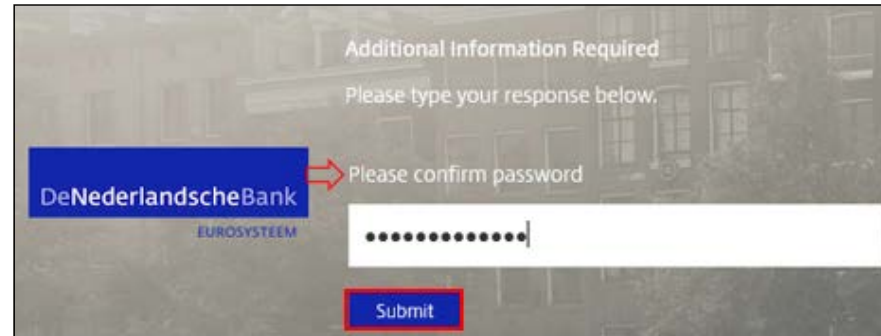 Additional Information Required
Please type your response below.
Please confirm password
DeNederlandscheBank
EUROSYSTEEM
•••••••••••••
Submit